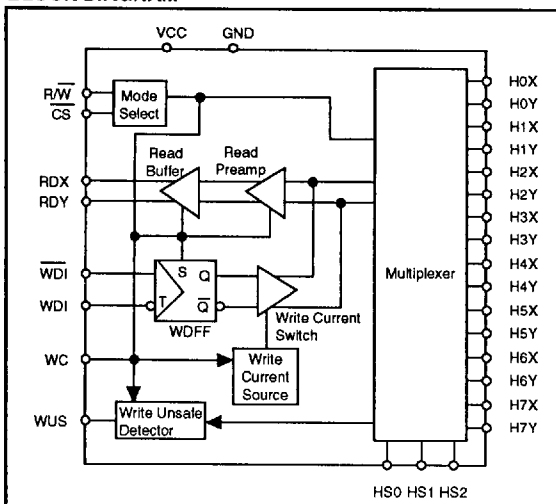 VCC GND
R/W̅
C̅S̅
Mode
Select
Read
Buffer
Read
Preamp
RDX
RDY
W̅D̅I̅
WDI
S
Q
T
Q̅
WDFF
Write Current
Switch
WC
Write
Current
Source
WUS
Write Unsafe
Detector
Multiplexer
H0X
H0Y
H1X
H1Y
H2X
H2Y
H3X
H3Y
H4X
H4Y
H5X
H5Y
H6X
H6Y
H7X
H7Y
HS0 HS1 HS2